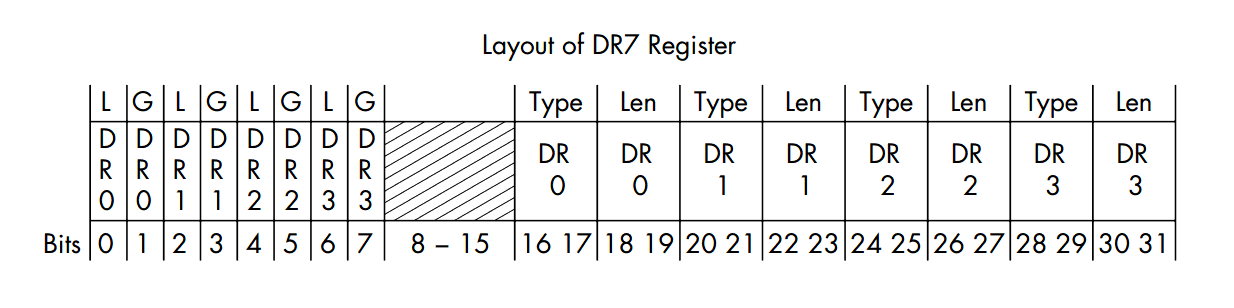 Layout of DR7 Register
L G L G L G L G Type Len Type Len Type Len Type Len
DR0 DR0 DR1 DR1 DR2 DR2 DR3 DR3 DR 0 DR 0 DR 1 DR 1 DR 2 DR 2 DR 3 DR 3
Bits 0 1 2 3 4 5 6 7 8 – 15 16 17 18 19 20 21 22 23 24 25 26 27 28 29 30 31